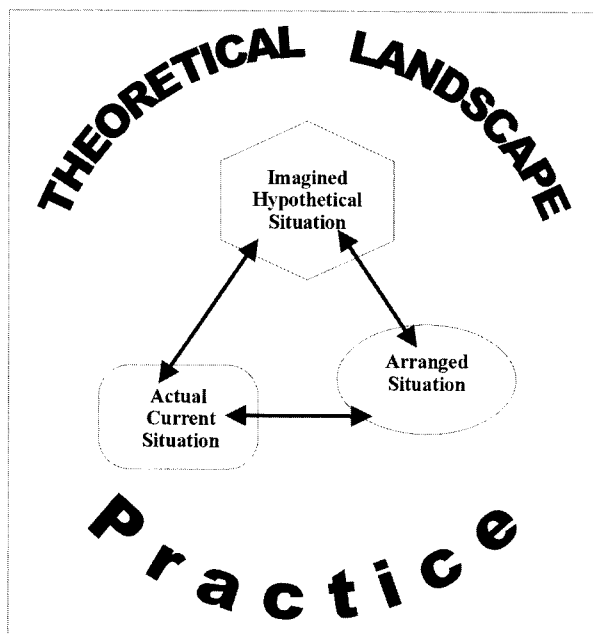 THEORETICAL LANDSCAPE
Imagined
Hypothetical
Situation
Arranged
Situation
Actual
Current
Situation
Practice